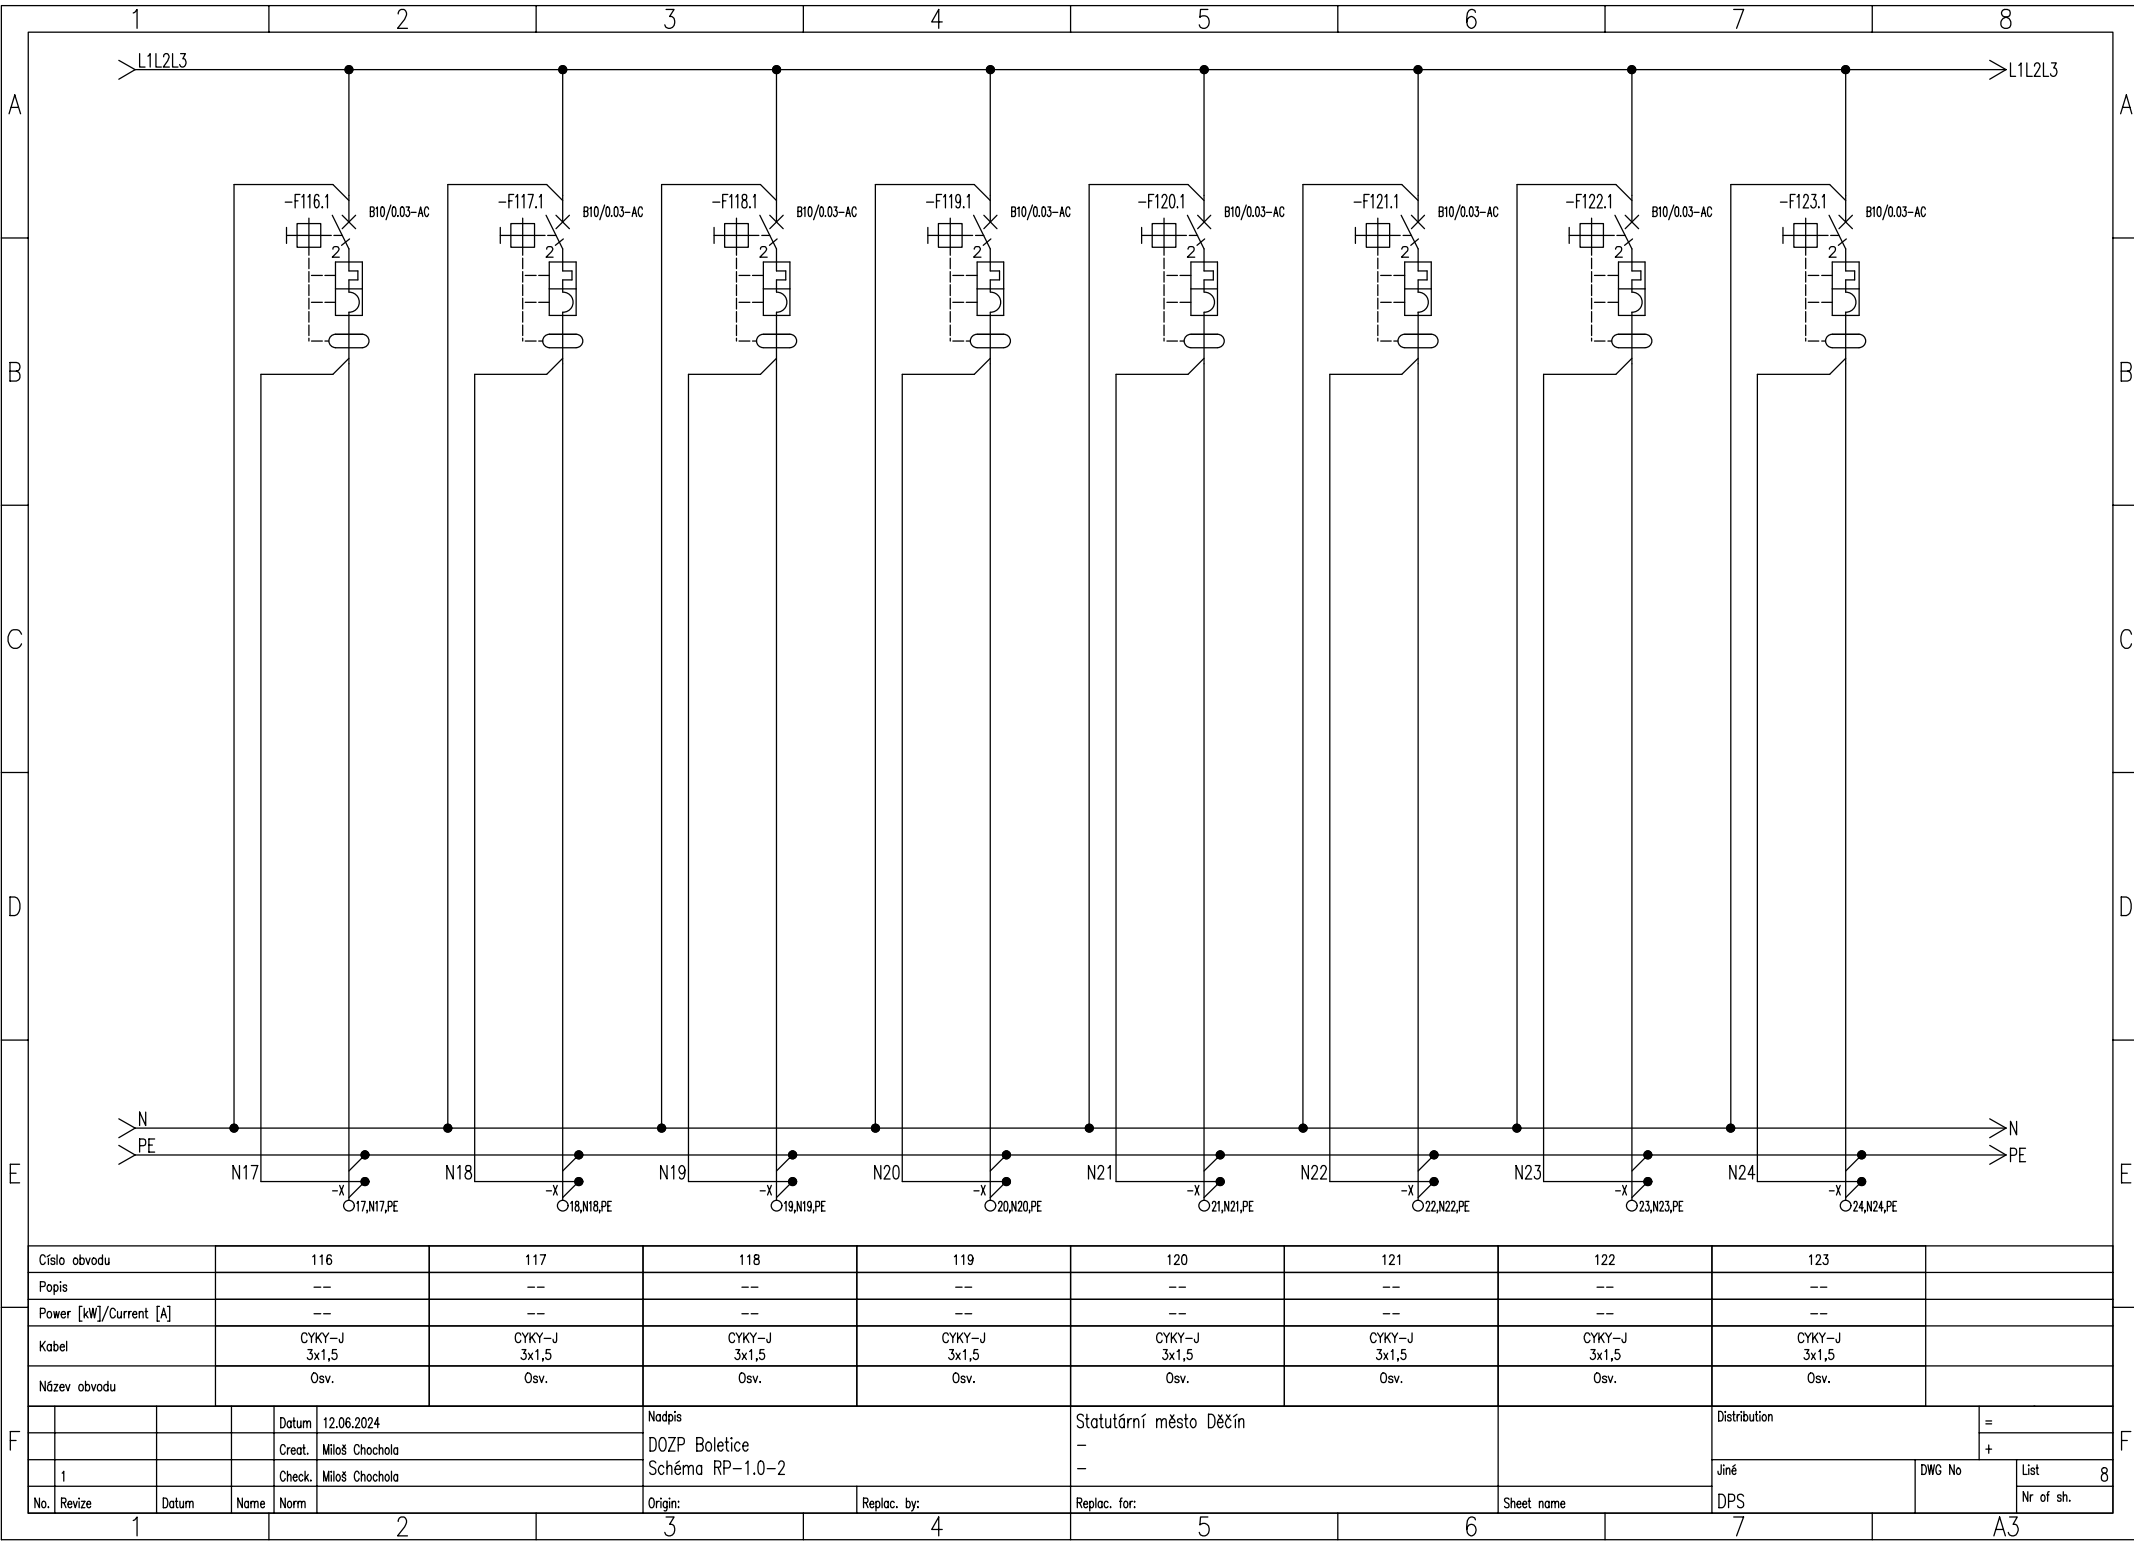 1 2 3 4 5 6 7 8
L1L2L3 L1L2L3
A A
-F116.1 B10/0.03-AC -F117.1 B10/0.03-AC -F118.1 B10/0.03-AC -F119.1 B10/0.03-AC -F120.1 B10/0.03-AC -F121.1 B10/0.03-AC -F122.1 B10/0.03-AC -F123.1 B10/0.03-AC
2 2 2 2 2 2 2 2
B B
C C
D D
N N
PE PE
E N17 N18 N19 N20 N21 N22 N23 N24 E
-X -X -X -X -X -X -X -X
17,N17,PE 18,N18,PE 19,N19,PE 20,N20,PE 21,N21,PE 22,N22,PE 23,N23,PE 24,N24,PE
Císlo obvodu 116 117 118 119 120 121 122 123
Popis -- -- -- -- -- -- -- --
Power [kW]/Current [A] -- -- -- -- -- -- -- --
Kabel CYKY-J CYKY-J CYKY-J CYKY-J CYKY-J CYKY-J CYKY-J CYKY-J
3x1,5 3x1,5 3x1,5 3x1,5 3x1,5 3x1,5 3x1,5 3x1,5
Název obvodu Osv. Osv. Osv. Osv. Osv. Osv. Osv. Osv.
Datum 12.06.2024 Nadpis Statutární město Děčín Distribution =
F Creat. Miloš Chochola DOZP Boletice - + F
1 Check. Miloš Chochola Schéma RP-1.0-2 - Jiné DWG No List 8
No. Revize Datum Name Norm Origin: Replac. by: Replac. for: Sheet name DPS Nr of sh.
1 2 3 4 5 6 7 A3